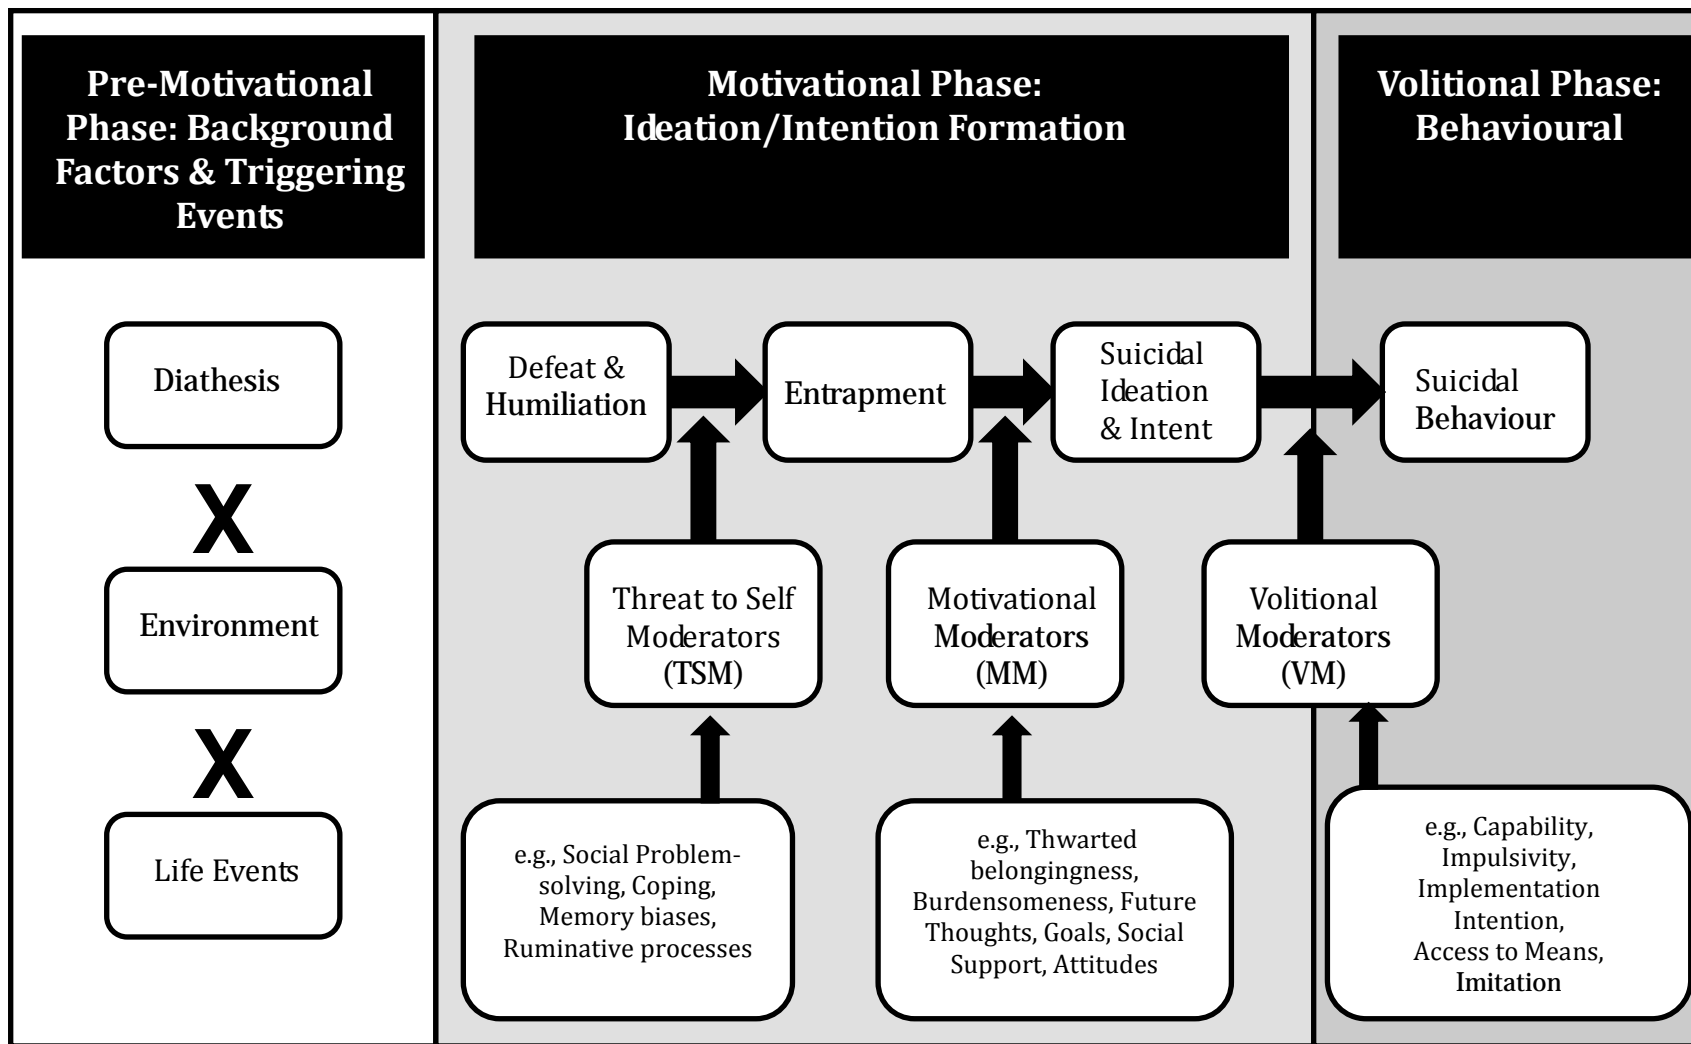 Pre-Motivational
Phase: Background
Factors & Triggering
Events
Motivational Phase:
Ideation/Intention Formation
Volitional Phase:
Behavioural
Diathesis
X
Environment
X
Life Events
Defeat &
Humiliation
Entrapment
Suicidal
Ideation
& Intent
Suicidal
Behaviour
Threat to Self
Moderators
(TSM)
Motivational
Moderators
(MM)
Volitional
Moderators
(VM)
e.g., Social Problem-
solving, Coping,
Memory biases,
Ruminative processes
e.g., Thwarted
belongingness,
Burdensomeness, Future
Thoughts, Goals, Social
Support, Attitudes
e.g., Capability,
Impulsivity,
Implementation
Intention,
Access to Means,
Imitation